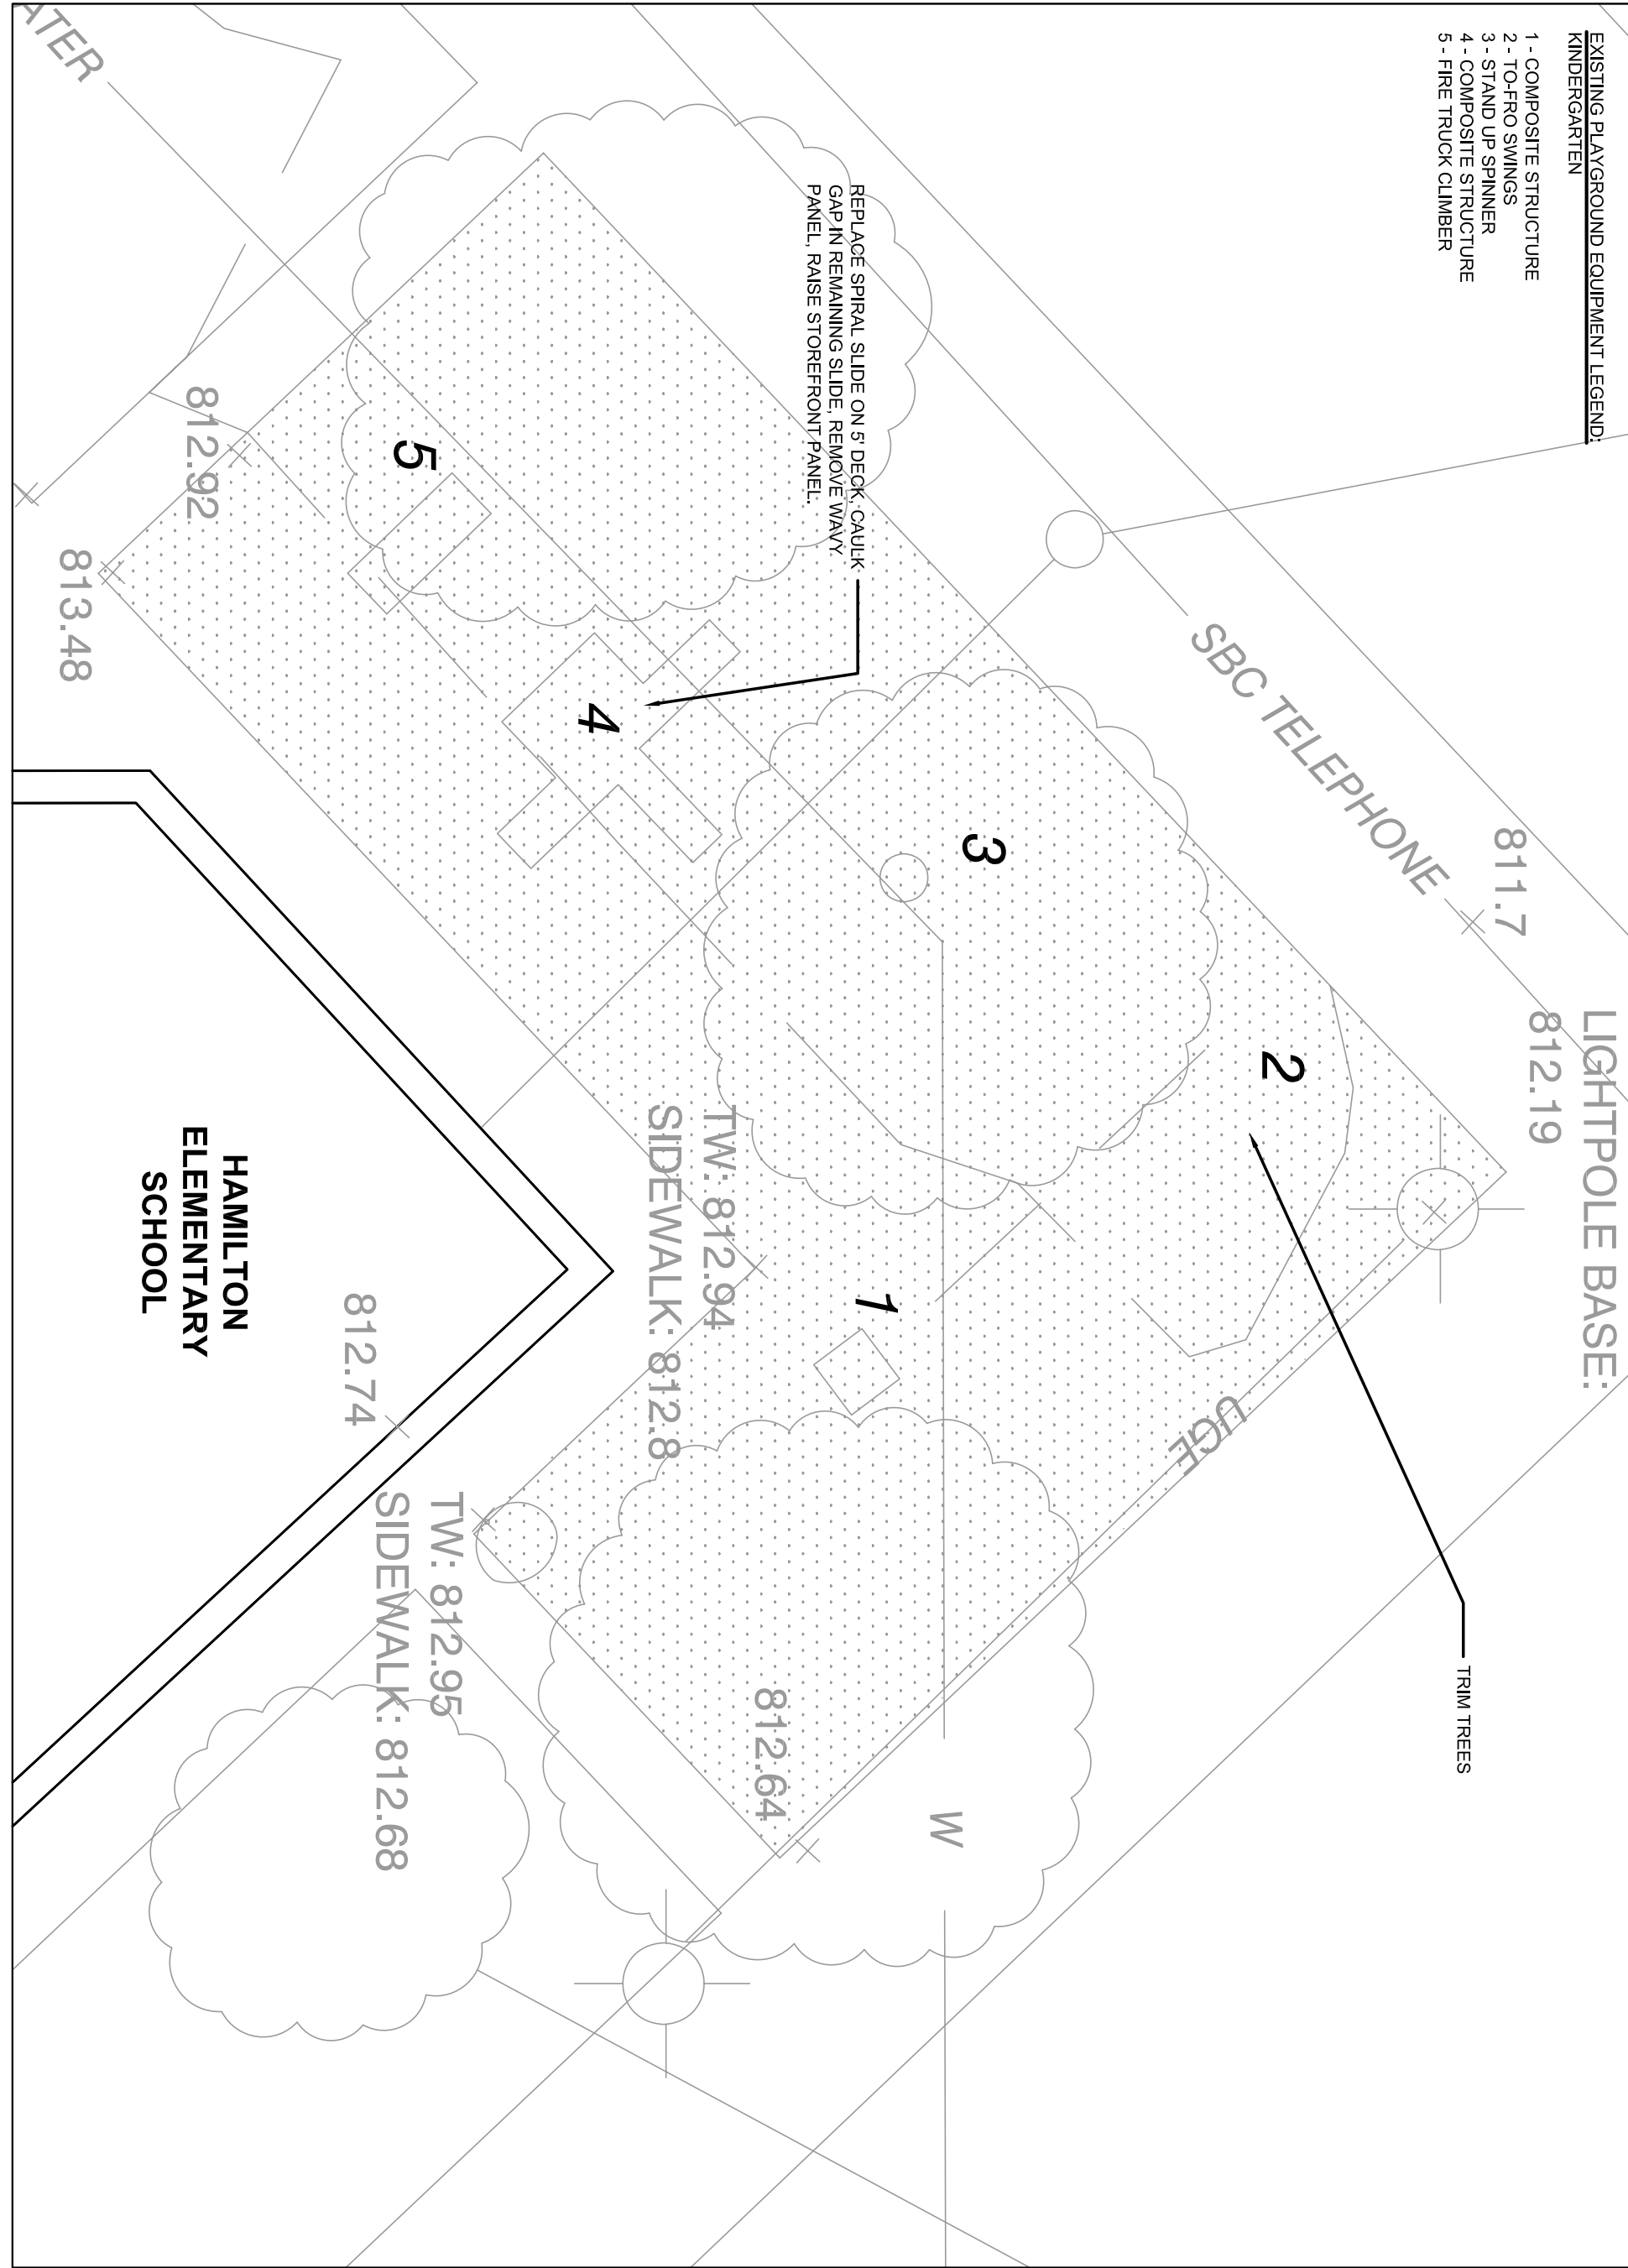 EXISTING PLAYGROUND EQUIPMENT LEGEND:
KINDERGARTEN
1 - COMPOSITE STRUCTURE
2 - TO-FRO SWINGS
3 - STAND UP SPINNER
4 - COMPOSITE STRUCTURE
5 - FIRE TRUCK CLIMBER
LIGHTPOLE BASE:
812.19
811.7
SBC TELEPHONE
TRIM TREES
2
UGE
3
W
REPLACE SPIRAL SLIDE ON 5' DECK, CAULK
GAP IN REMAINING SLIDE, REMOVE WAVY
PANEL, RAISE STOREFRONT PANEL.
1
812.64
TW: 812.94
SIDEWALK: 812.8
4
5
TW: 812.95
SIDEWALK: 812.68
812.74
812.92
813.48
HAMILTON
ELEMENTARY
SCHOOL
ATER